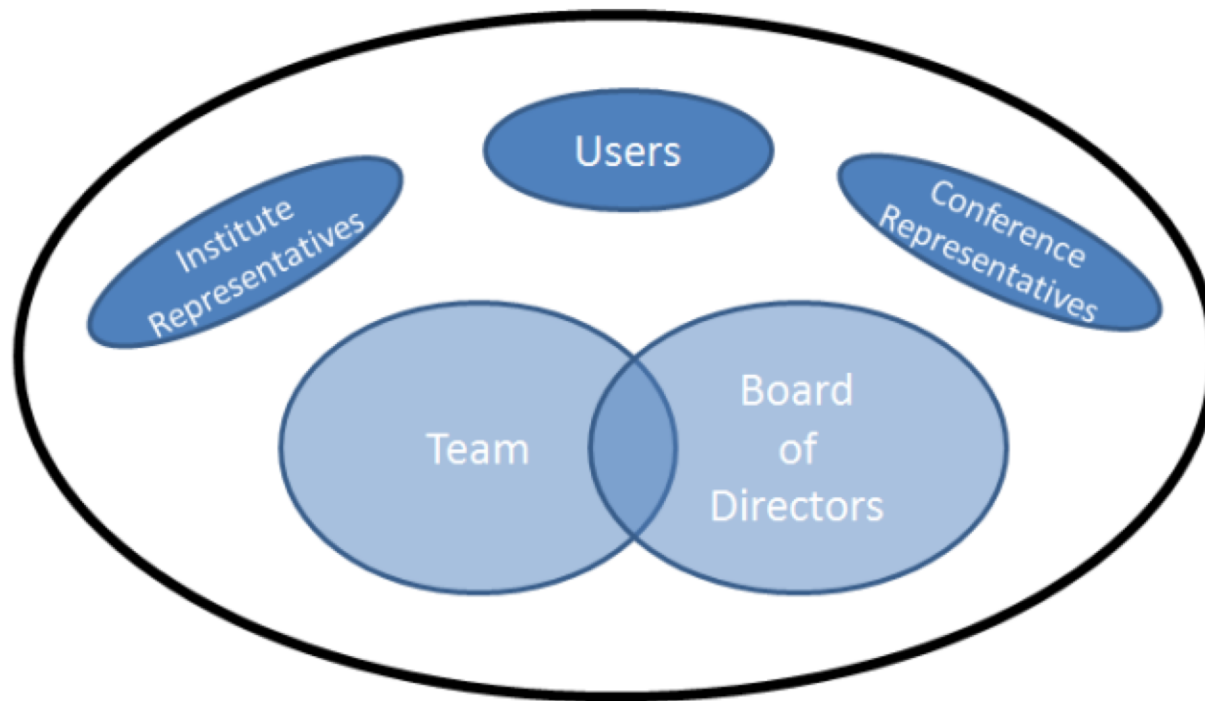 Users
Institute
Representatives
Conference
Representatives
Team
Board
of
Directors